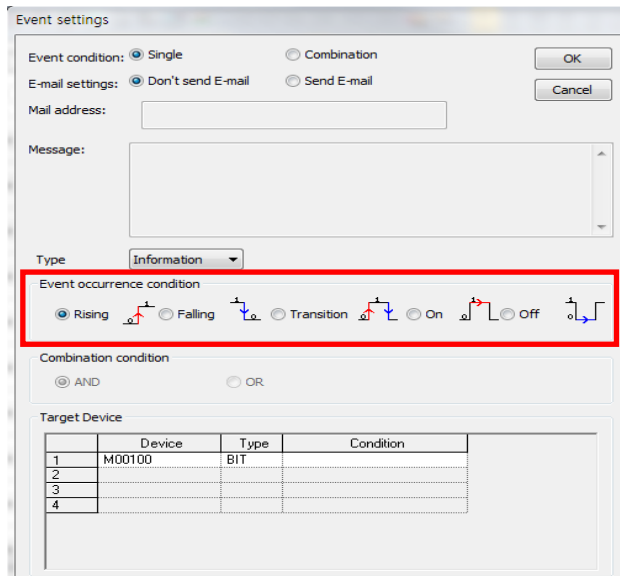 Event settings
Event condition: Single Combination OK
E-mail settings: Don't send E-mail Send E-mail Cancel
Mail address:
Message:
Type Information
Event occurrence condition
Rising 0 1 Falling 1 0 Transition 0 1 On 0 1 Off 0 1
Combination condition
AND OR
Target Device
Device Type Condition
1 M00100 BIT
2
3
4